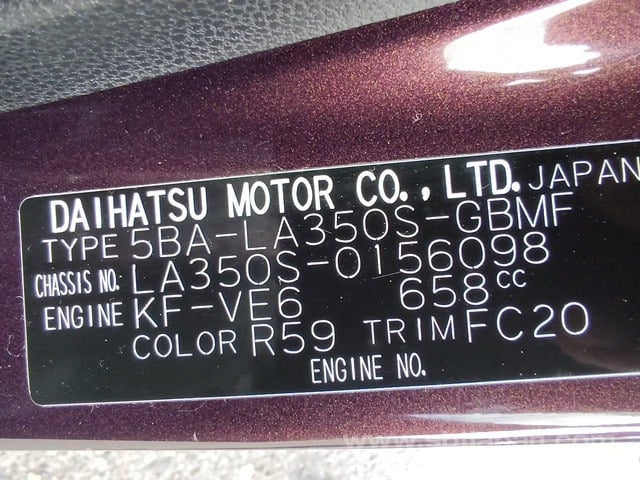 DAIHATSU MOTOR CO., LTD. JAPAN
TYPE 5BA-LA350S-GBMF
CHASSIS NO. LA350S-0156098
ENGINE KF-VE6 658cc
COLOR R59 TRIM FC20
ENGINE NO.